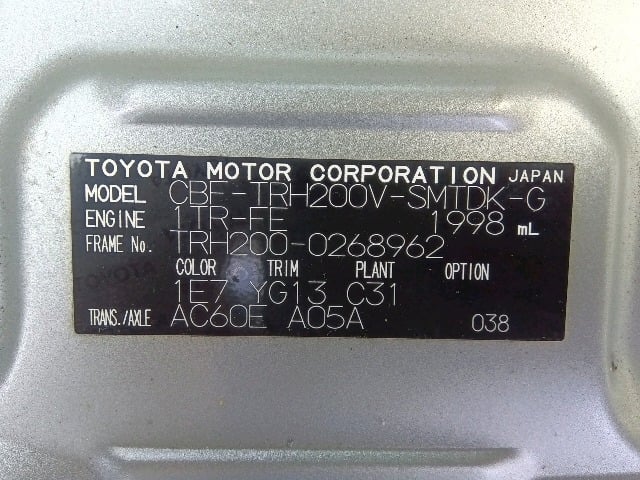 TOYOTA MOTOR CORPORATION JAPAN
MODEL CBF-TRH200V-SMTDK-G
ENGINE 1TR-FE 1998 mL
FRAME No. TRH200-0268962
COLOR TRIM PLANT OPTION
1E7 YG13 C31
TRANS./AXLE AC60E A05A 038